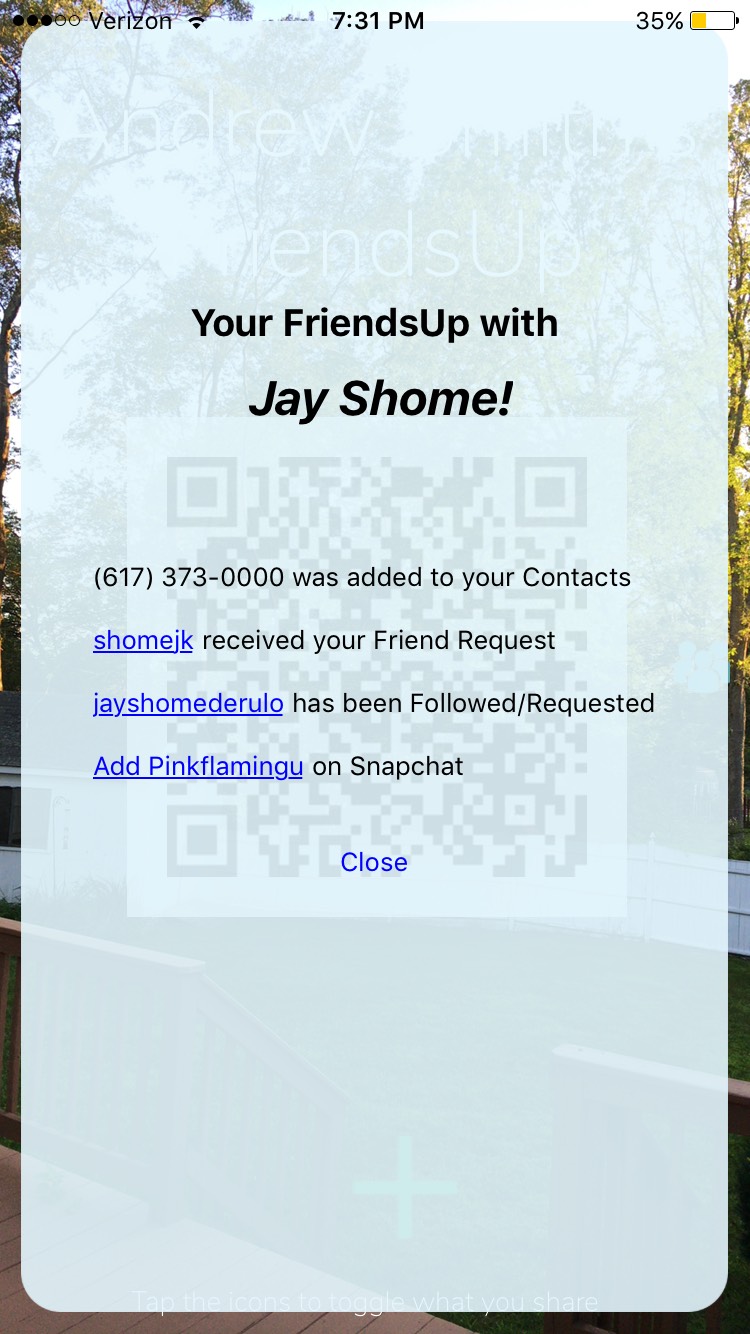 Verizon 7:31 PM 35%
Andrew
iendsUp
Your FriendsUp with
Jay Shome!
(617) 373-0000 was added to your Contacts
shomejk received your Friend Request
jayshomederulo has been Followed/Requested
Add Pinkflamingu on Snapchat
Close
Tap the icons to toggle what you share